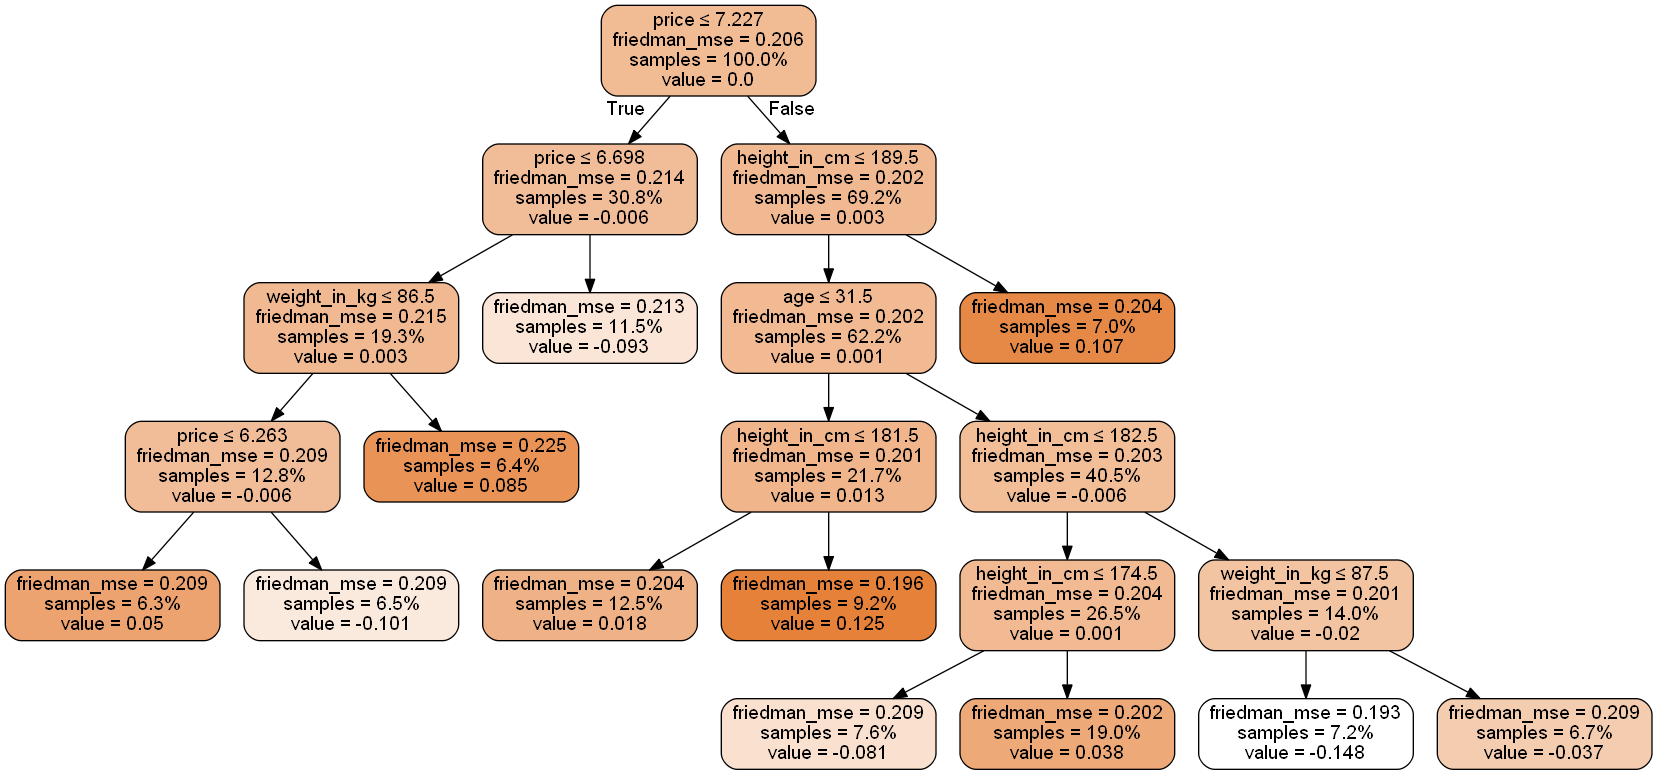 price ≤ 7.227
friedman_mse = 0.206
samples = 100.0%
value = 0.0
True
False
price ≤ 6.698
friedman_mse = 0.214
samples = 30.8%
value = -0.006
height_in_cm ≤ 189.5
friedman_mse = 0.202
samples = 69.2%
value = 0.003
weight_in_kg ≤ 86.5
friedman_mse = 0.215
samples = 19.3%
value = 0.003
friedman_mse = 0.213
samples = 11.5%
value = -0.093
age ≤ 31.5
friedman_mse = 0.202
samples = 62.2%
value = 0.001
friedman_mse = 0.204
samples = 7.0%
value = 0.107
price ≤ 6.263
friedman_mse = 0.209
samples = 12.8%
value = -0.006
friedman_mse = 0.225
samples = 6.4%
value = 0.085
height_in_cm ≤ 181.5
friedman_mse = 0.201
samples = 21.7%
value = 0.013
height_in_cm ≤ 182.5
friedman_mse = 0.203
samples = 40.5%
value = -0.006
friedman_mse = 0.209
samples = 6.3%
value = 0.05
friedman_mse = 0.209
samples = 6.5%
value = -0.101
friedman_mse = 0.204
samples = 12.5%
value = 0.018
friedman_mse = 0.196
samples = 9.2%
value = 0.125
height_in_cm ≤ 174.5
friedman_mse = 0.204
samples = 26.5%
value = 0.001
weight_in_kg ≤ 87.5
friedman_mse = 0.201
samples = 14.0%
value = -0.02
friedman_mse = 0.209
samples = 7.6%
value = -0.081
friedman_mse = 0.202
samples = 19.0%
value = 0.038
friedman_mse = 0.193
samples = 7.2%
value = -0.148
friedman_mse = 0.209
samples = 6.7%
value = -0.037